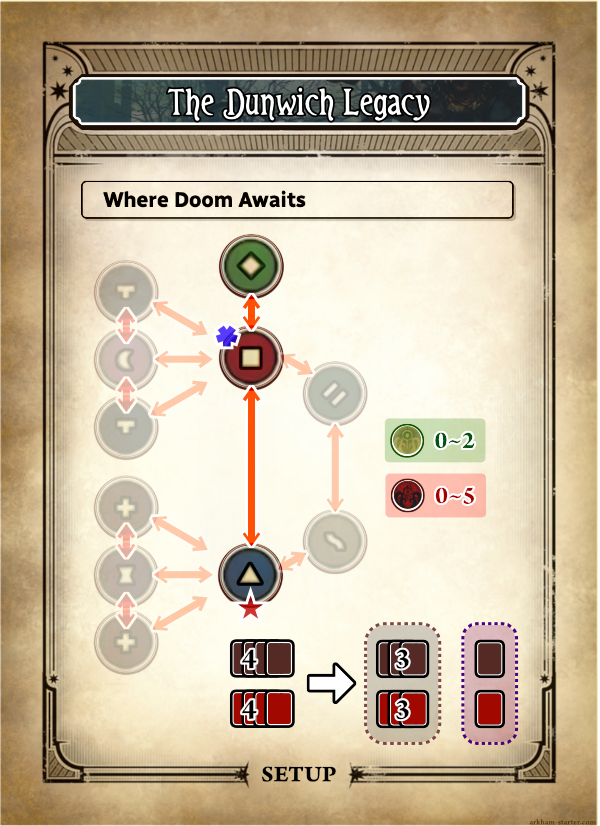 The Dunwich Legacy
Where Doom Awaits
0~2
0~5
4 3
4 3
SETUP
arkham-starter.com